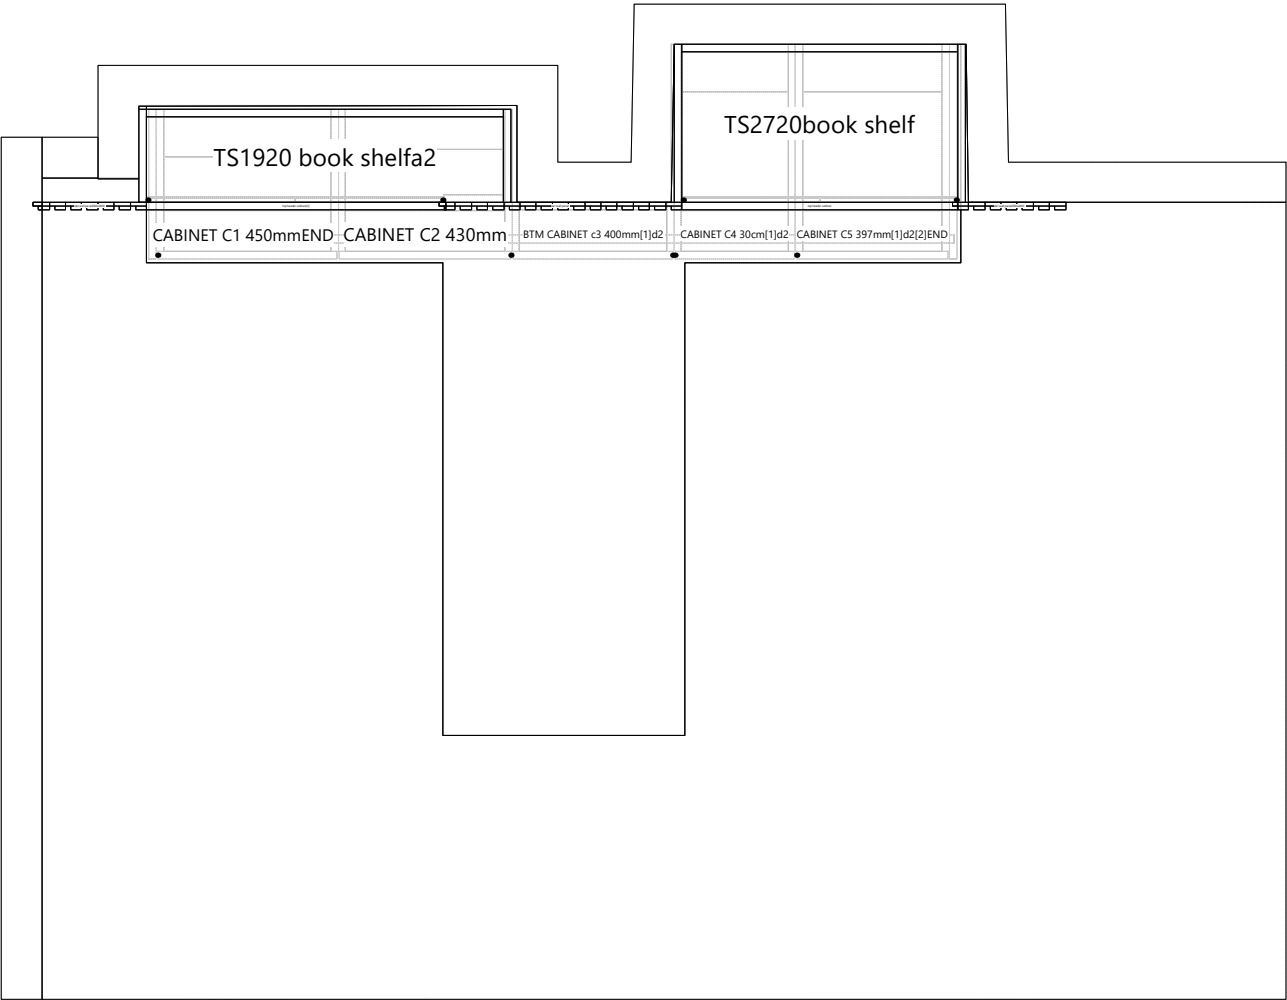 TS2720book shelf
TS1920 book shelfa2
CABINET C1 450mmEND
CABINET C2 430mm
BTM CABINET c3 400mm[1]d2
CABINET C4 30cm[1]d2
CABINET C5 397mm[1]d2[2]END